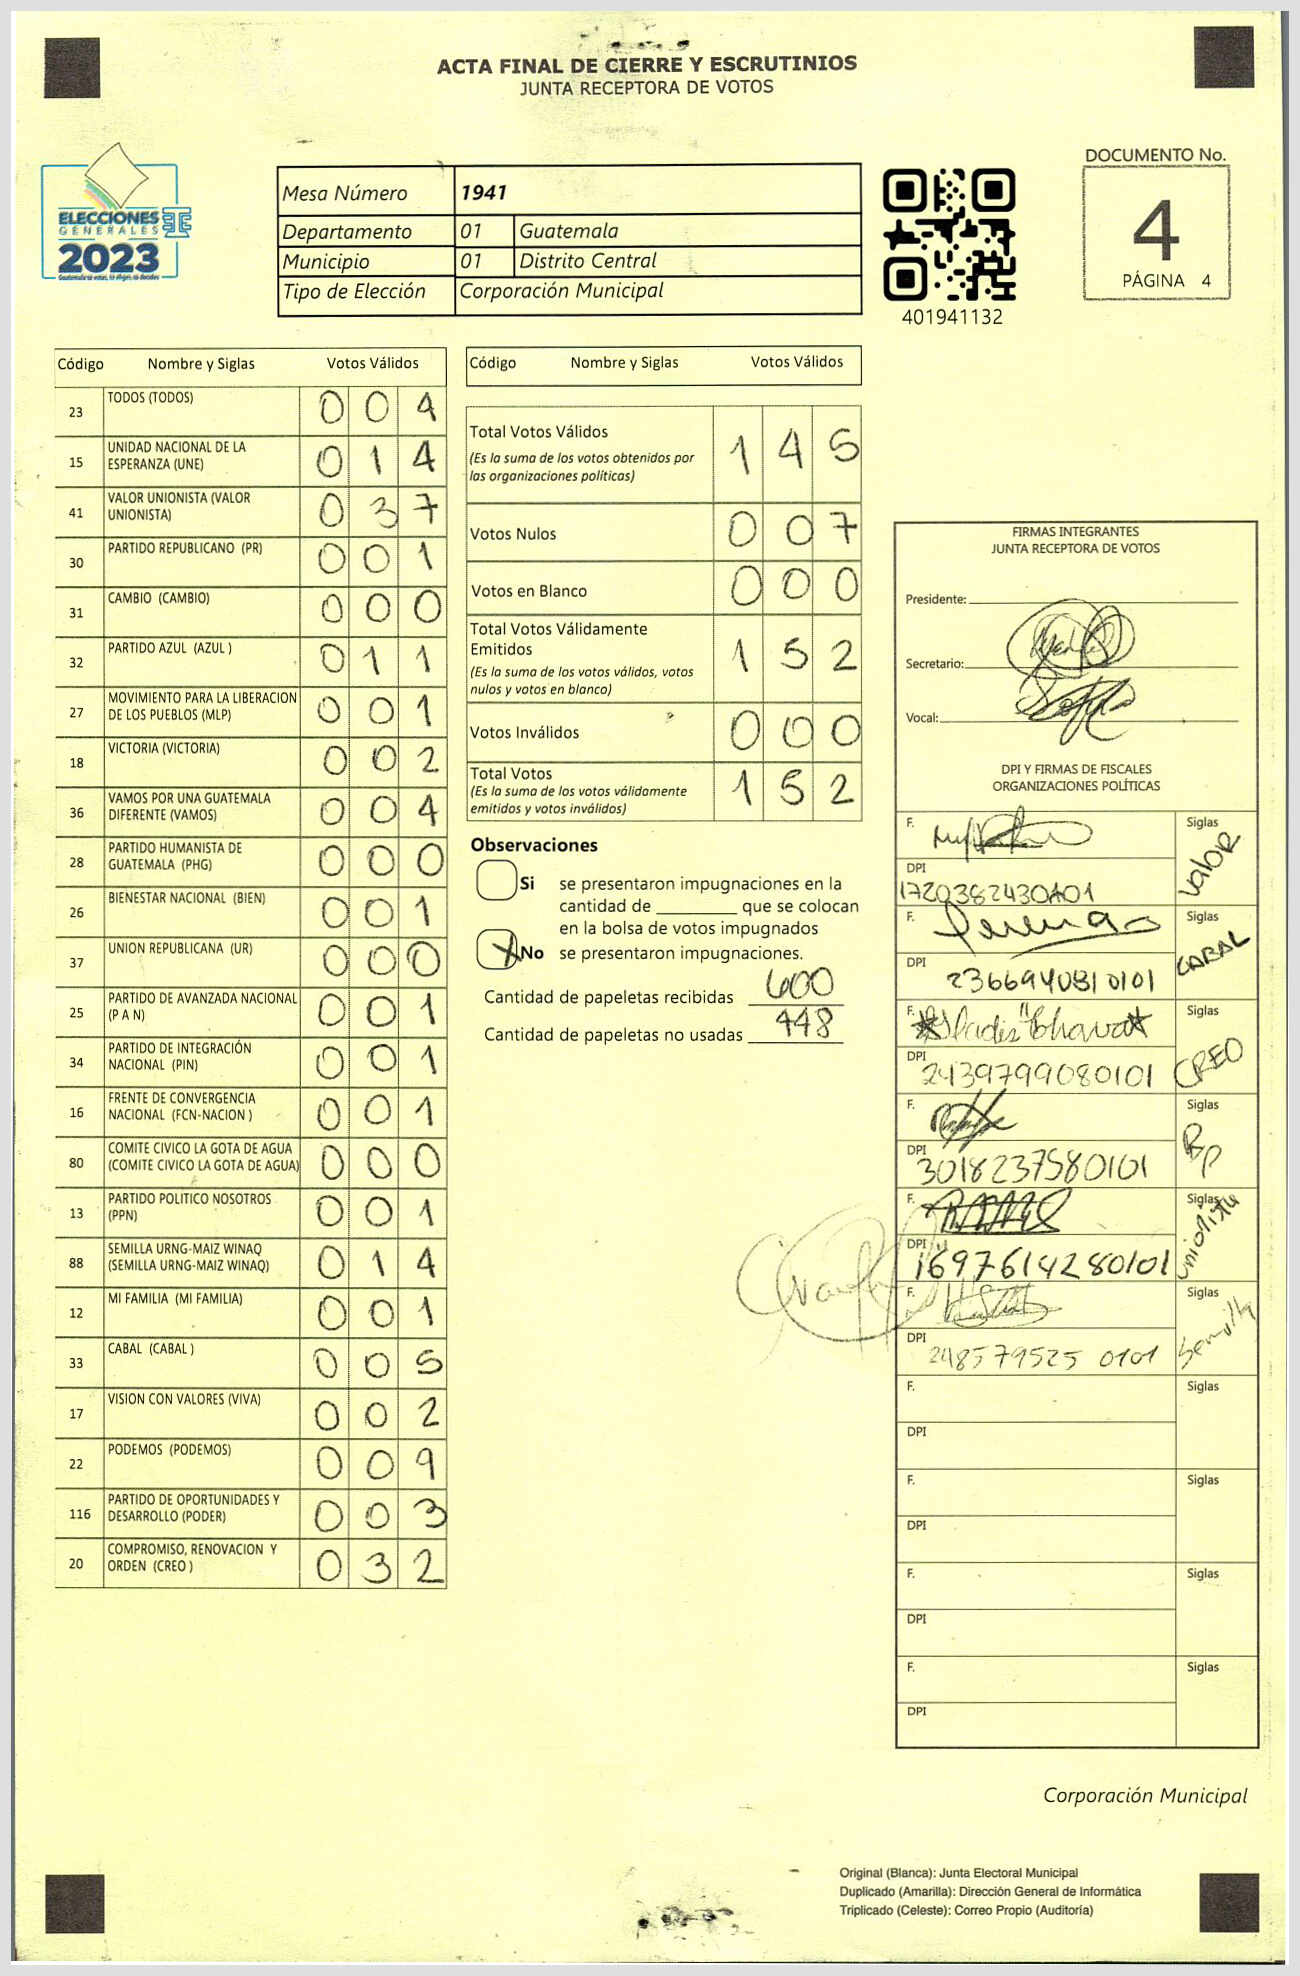 ACTA FINAL DE CIERRE Y ESCRUTINIOS
JUNTA RECEPTORA DE VOTOS
ELECCIONES
GENERALES
2023
Mesa Número 1941
Departamento 01 Guatemala
Municipio 01 Distrito Central
Tipo de Elección Corporación Municipal
401941132
DOCUMENTO No.
4
PÁGINA 4
Código Nombre y Siglas Votos Válidos
23 TODOS (TODOS) 0 0 4
15 UNIDAD NACIONAL DE LA
ESPERANZA (UNE) 0 1 4
41 VALOR UNIONISTA (VALOR
UNIONISTA) 0 3 7
30 PARTIDO REPUBLICANO (PR) 0 0 1
31 CAMBIO (CAMBIO) 0 0 0
32 PARTIDO AZUL (AZUL ) 0 1 1
27 MOVIMIENTO PARA LA LIBERACION
DE LOS PUEBLOS (MLP) 0 0 1
18 VICTORIA (VICTORIA) 0 0 2
36 VAMOS POR UNA GUATEMALA
DIFERENTE (VAMOS) 0 0 4
28 PARTIDO HUMANISTA DE
GUATEMALA (PHG) 0 0 0
26 BIENESTAR NACIONAL (BIEN) 0 0 1
37 UNION REPUBLICANA (UR) 0 0 0
25 PARTIDO DE AVANZADA NACIONAL
(P A N) 0 0 1
34 PARTIDO DE INTEGRACIÓN
NACIONAL (PIN) 0 0 1
16 FRENTE DE CONVERGENCIA
NACIONAL (FCN-NACION ) 0 0 1
80 COMITE CIVICO LA GOTA DE AGUA
(COMITE CIVICO LA GOTA DE AGUA) 0 0 0
13 PARTIDO POLITICO NOSOTROS
(PPN) 0 0 1
88 SEMILLA URNG-MAIZ WINAQ
(SEMILLA URNG-MAIZ WINAQ) 0 1 4
12 MI FAMILIA (MI FAMILIA) 0 0 1
33 CABAL (CABAL ) 0 0 5
17 VISION CON VALORES (VIVA) 0 0 2
22 PODEMOS (PODEMOS) 0 0 9
116 PARTIDO DE OPORTUNIDADES Y
DESARROLLO (PODER) 0 0 3
20 COMPROMISO, RENOVACION Y
ORDEN (CREO ) 0 3 2
Código Nombre y Siglas Votos Válidos
Total Votos Válidos 1 4 5
(Es la suma de los votos obtenidos por
las organizaciones políticas)
Votos Nulos 0 0 7
Votos en Blanco 0 0 0
Total Votos Válidamente
Emitidos 1 5 2
(Es la suma de los votos válidos, votos
nulos y votos en blanco)
Votos Inválidos 0 0 0
Total Votos 1 5 2
(Es la suma de los votos válidamente
emitidos y votos inválidos)
Observaciones
Si se presentaron impugnaciones en la
cantidad de ________ que se colocan
en la bolsa de votos impugnados
X No se presentaron impugnaciones.
Cantidad de papeletas recibidas 600
Cantidad de papeletas no usadas 448
FIRMAS INTEGRANTES
JUNTA RECEPTORA DE VOTOS
Presidente:
Secretario:
Vocal:
DPI Y FIRMAS DE FISCALES
ORGANIZACIONES POLÍTICAS
F. Siglas
DPI Valor
1720382430101
F. Siglas
DPI CABAL
2366940810101
F. Siglas
DPI CREO
2439799080101
F. Siglas
DPI
3018237580101
F. Siglas
DPI Unionista
1697614280101
F. Siglas
DPI Semilla
248579525 0101
F. Siglas
DPI
F. Siglas
DPI
F. Siglas
DPI
F. Siglas
DPI
Corporación Municipal
Original (Blanca): Junta Electoral Municipal
Duplicado (Amarilla): Dirección General de Informática
Triplicado (Celeste): Correo Propio (Auditoría)